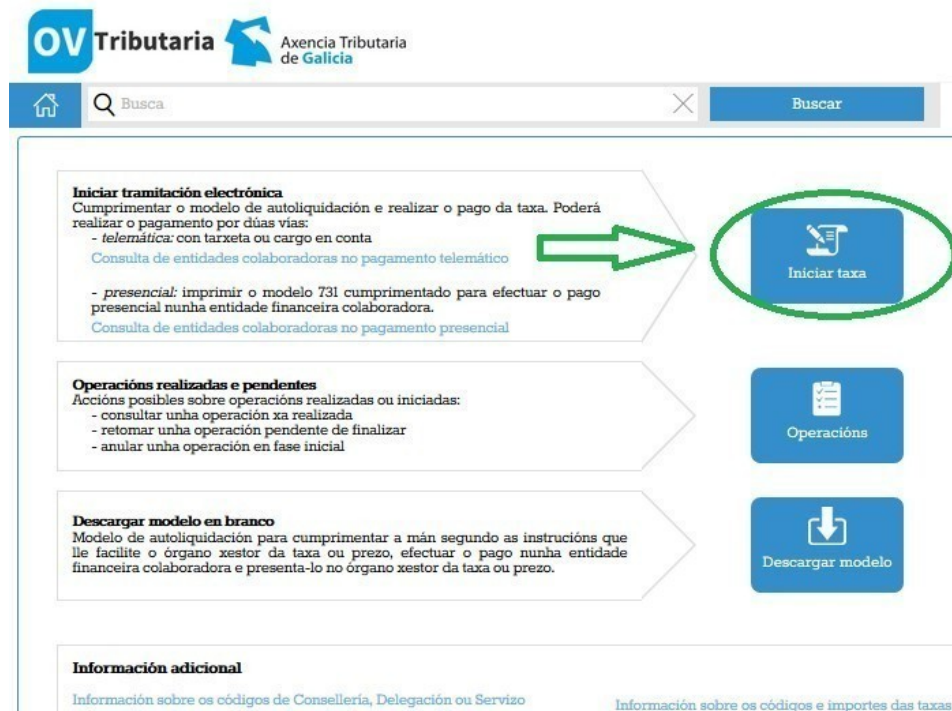 OV Tributaria Axencia Tributaria
de Galicia
Busca Buscar
Iniciar tramitación electrónica
Cumprimentar o modelo de autoliquidación e realizar o pago da taxa. Poderá
realizar o pagamento por dúas vías:
- telemática: con tarxeta ou cargo en conta
Consulta de entidades colaboradoras no pagamento telemático
- presencial: imprimir o modelo 731 cumprimentado para efectuar o pago
presencial nunha entidade financeira colaboradora.
Consulta de entidades colaboradoras no pagamento presencial
Iniciar taxa
Operacións realizadas e pendentes
Accións posibles sobre operacións realizadas ou iniciadas:
- consultar unha operación xa realizada
- retomar unha operación pendente de finalizar
- anular unha operación en fase inicial
Operacións
Descargar modelo en branco
Modelo de autoliquidación para cumprimentar a mán segundo as instrucións que
lle facilite o órgano xestor da taxa ou prezo, efectuar o pago nunha entidade
financeira colaboradora e presenta-lo no órgano xestor da taxa ou prezo.
Descargar modelo
Información adicional
Información sobre os códigos de Consellería, Delegación ou Servizo
Información sobre os códigos e importes das taxas